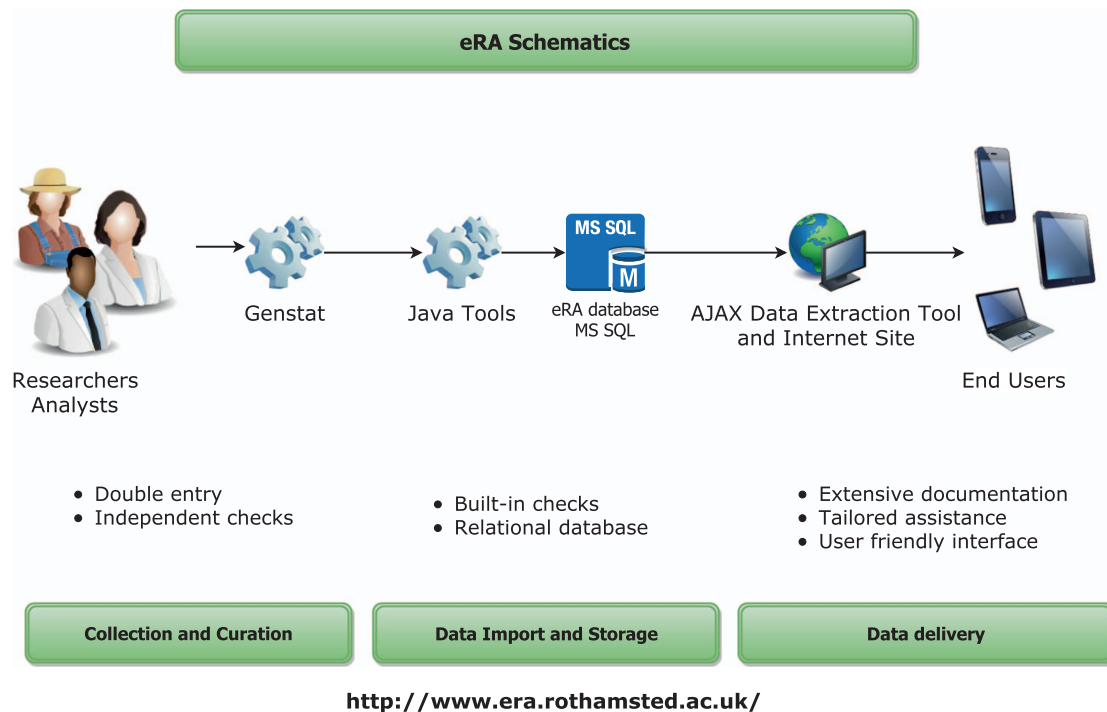 eRA Schematics
MS SQL
M
Genstat
Java Tools
eRA database
MS SQL
AJAX Data Extraction Tool
and Internet Site
Researchers
Analysts
End Users
• Double entry
• Independent checks
• Built-in checks
• Relational database
• Extensive documentation
• Tailored assistance
• User friendly interface
Collection and Curation
Data Import and Storage
Data delivery
http://www.era.rothamsted.ac.uk/